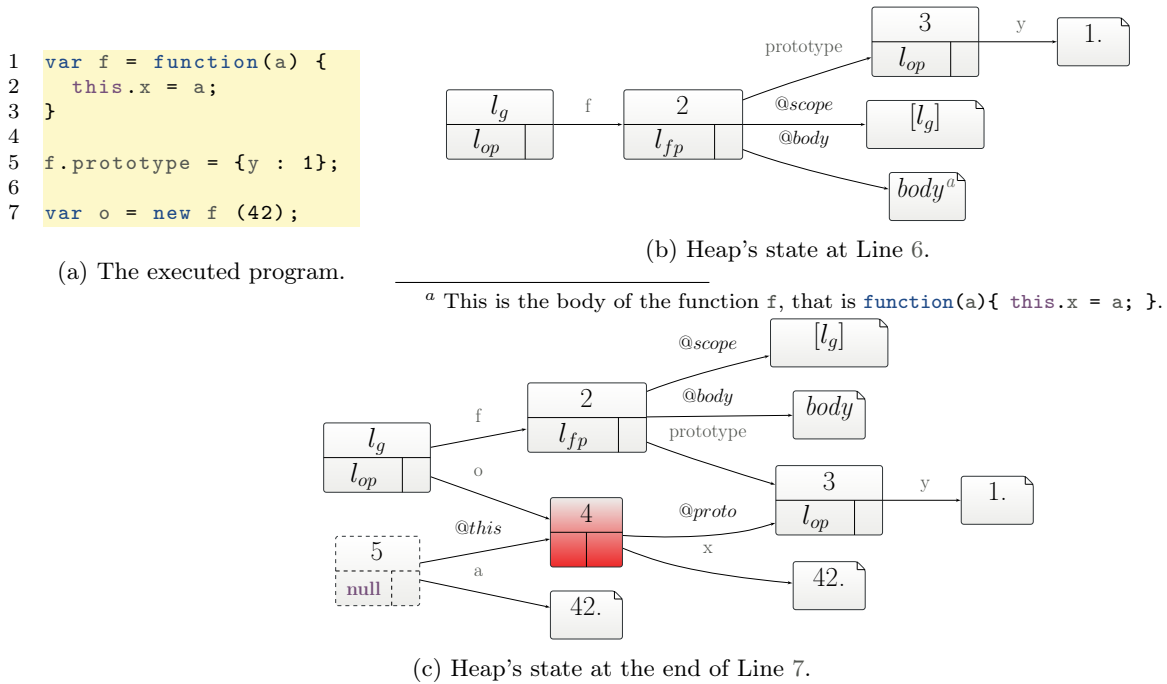 1 var f = function(a) {
2 this.x = a;
3 }
4
5 f.prototype = {y : 1};
6
7 var o = new f (42);
(a) The executed program.
l_g
l_op
f
2
l_fp
prototype
@scope
@body
3
l_op
y
1.
[l_g]
body^a
(b) Heap's state at Line 6.
^a This is the body of the function f, that is function(a){ this.x = a; }.
l_g
l_op
f
o
2
l_fp
@scope
@body
prototype
[l_g]
body
3
l_op
y
1.
4
@proto
x
42.
5
null
@this
a
42.
(c) Heap's state at the end of Line 7.